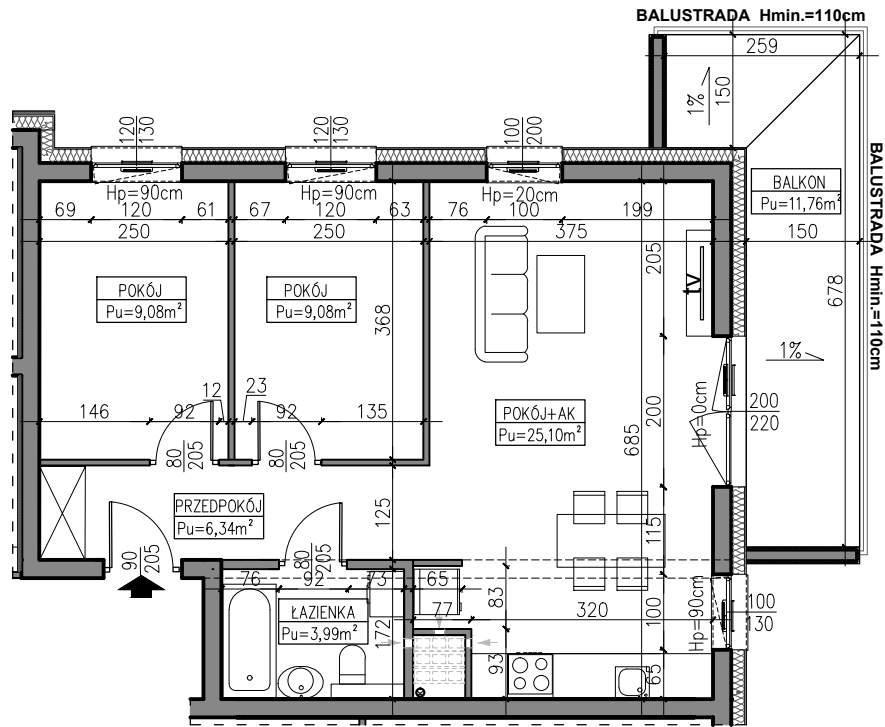 BALUSTRADA Hmin.=110cm
259
1%
150
120
130
120
130
100
200
Hp=90cm
Hp=90cm
Hp=20cm
BALKON
Pu=11,76m²
BALUSTRADA Hmin.=110cm
69
120
61
67
120
63
76
100
199
250
250
375
150
205
tv
678
POKÓJ
Pu=9,08m²
POKÓJ
Pu=9,08m²
368
1%
12
23
146
92
92
135
POKÓJ+AK
Pu=25,10m²
200
Hp=0cm
200
220
685
80
205
80
205
PRZEDPOKÓJ
Pu=6,34m²
125
115
90
205
80
205
76
92
73
65
83
Hp=90cm
100
100
130
77
320
ŁAZIENKA
Pu=3,99m²
172
93
65